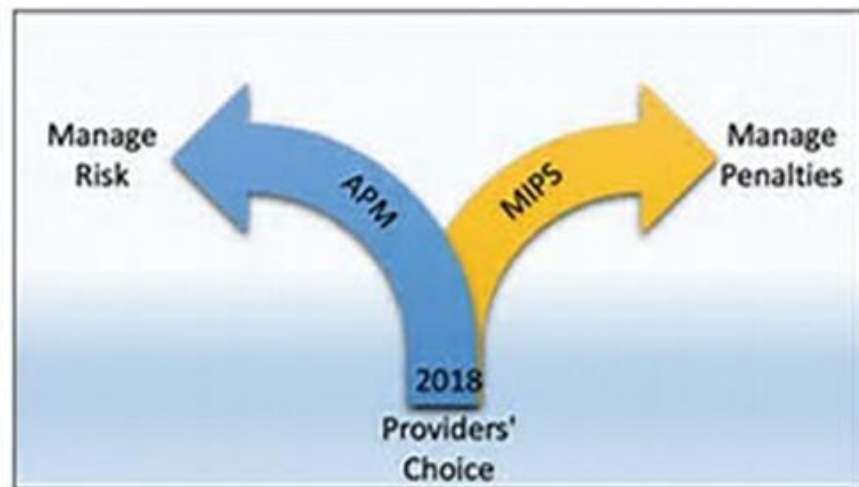 Manage
Risk
APM
MIPS
Manage
Penalties
2018
Providers'
Choice